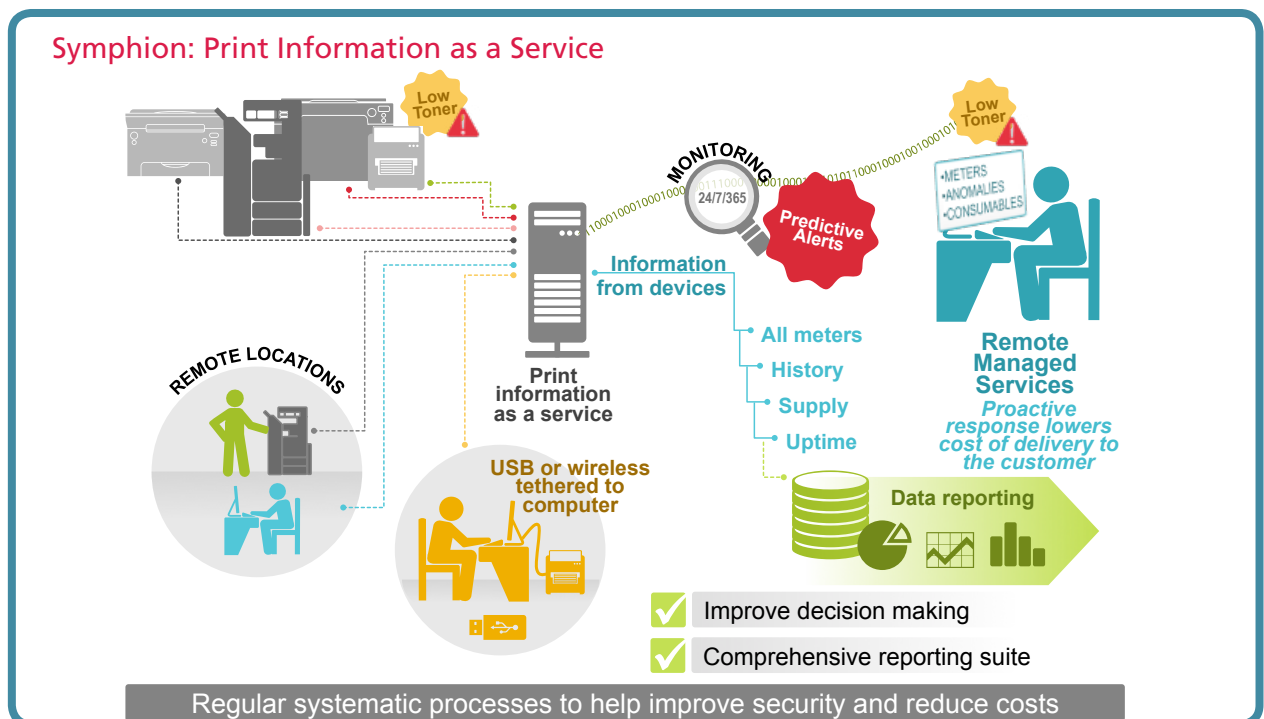 Symphion: Print Information as a Service
Low
Toner
Low
Toner
MONITORING
24/7/365
Predictive
Alerts
•METERS
•ANOMALIES
•CONSUMABLES
Information
from devices
All meters
History
Supply
Uptime
Print
information
as a service
Remote
Managed
Services
Proactive
response lowers
cost of delivery to
the customer
REMOTE LOCATIONS
USB or wireless
tethered to
computer
Data reporting
Improve decision making
Comprehensive reporting suite
Regular systematic processes to help improve security and reduce costs